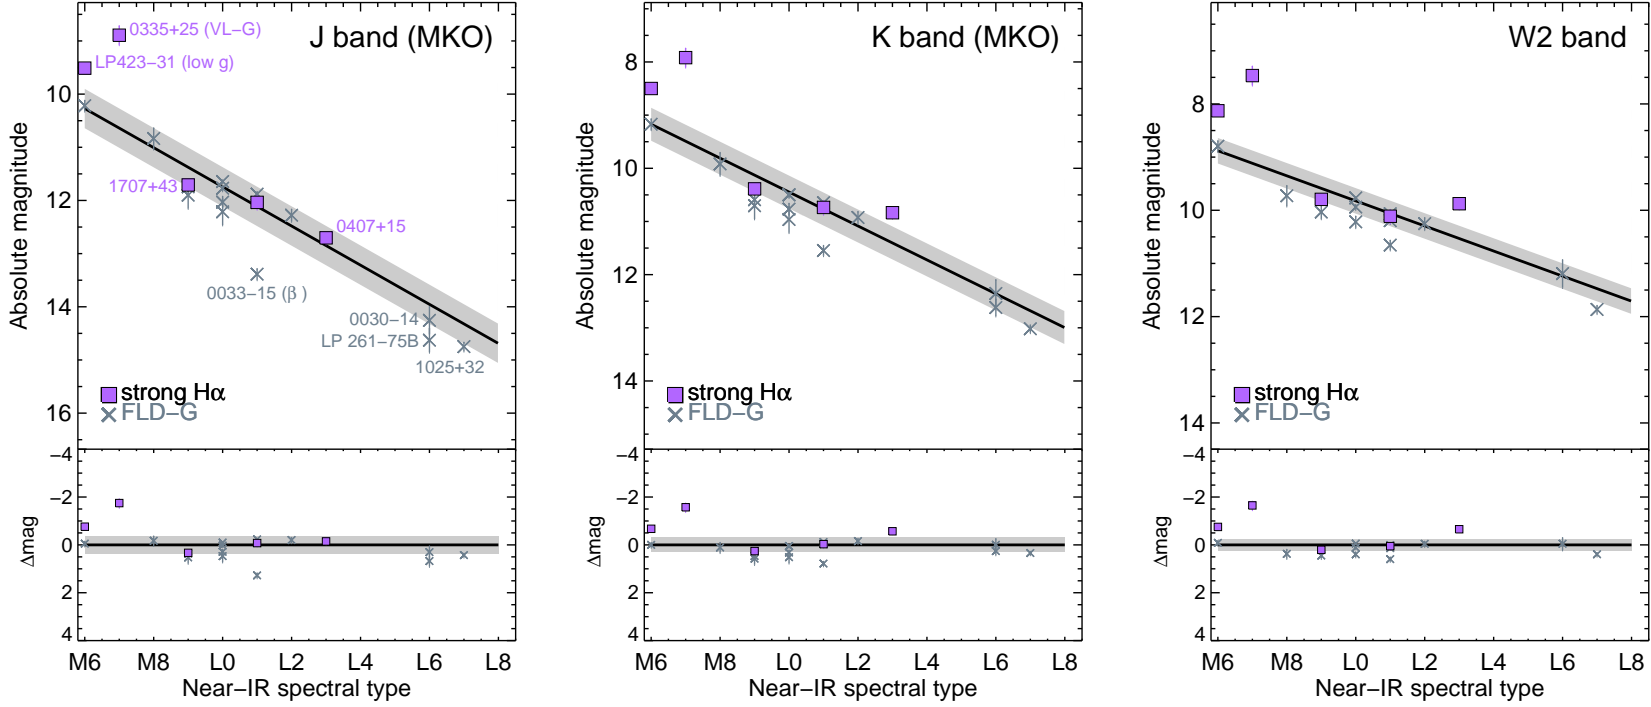 J band (MKO)
0335+25 (VL−G)
LP423−31 (low g)
1707+43
0407+15
0033−15 (β )
0030−14
LP 261−75B
1025+32
strong Hα
FLD−G
Absolute magnitude
10
12
14
16
Δmag
−4
−2
0
2
4
M6 M8 L0 L2 L4 L6 L8
Near−IR spectral type
K band (MKO)
strong Hα
FLD−G
Absolute magnitude
8
10
12
14
Δmag
−4
−2
0
2
4
M6 M8 L0 L2 L4 L6 L8
Near−IR spectral type
W2 band
strong Hα
FLD−G
Absolute magnitude
8
10
12
14
Δmag
−4
−2
0
2
4
M6 M8 L0 L2 L4 L6 L8
Near−IR spectral type